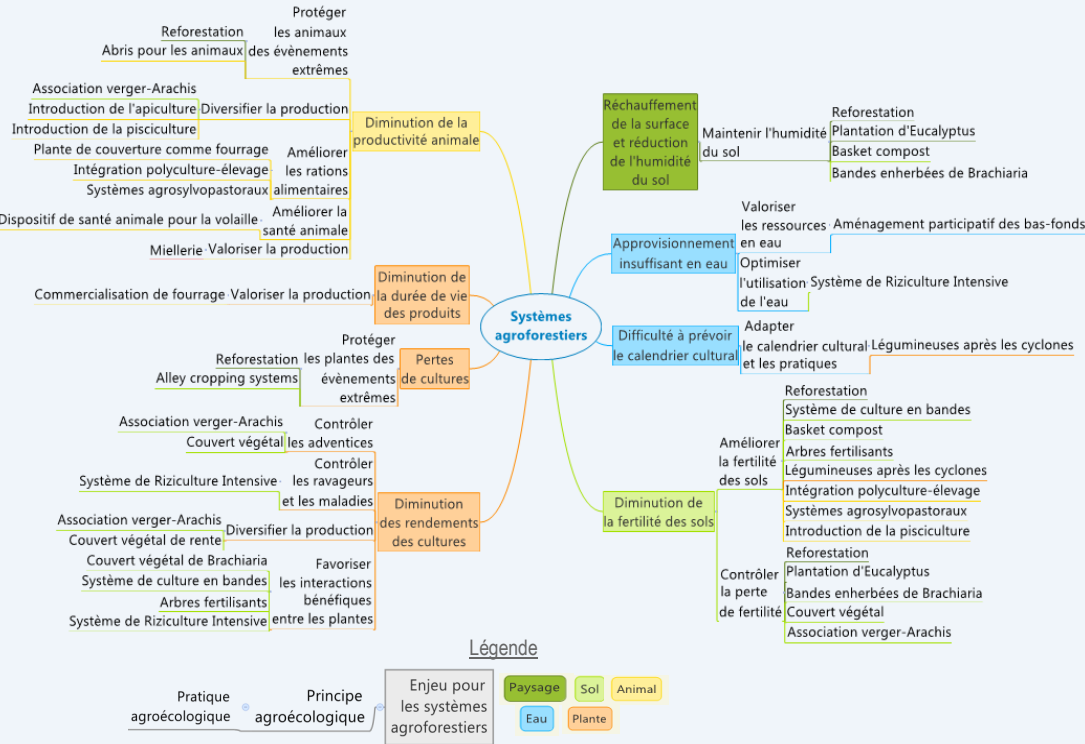 Protéger
les animaux
des évènements
extrêmes
Reforestation
Abris pour les animaux
Association verger-Arachis
Introduction de l'apiculture
Introduction de la pisciculture
Diversifier la production
Diminution de la
productivité animale
Plante de couverture comme fourrage
Intégration polyculture-élevage
Systèmes agrosylvopastoraux
Améliorer
les rations
alimentaires
Dispositif de santé animale pour la volaille
Améliorer la
santé animale
Miellerie
Valoriser la production
Commercialisation de fourrage
Valoriser la production
Diminution de
la durée de vie
des produits
Protéger
les plantes des
évènements
extrêmes
Reforestation
Alley cropping systems
Pertes
de cultures
Association verger-Arachis
Couvert végétal
Contrôler
les adventices
Système de Riziculture Intensive
Contrôler
les ravageurs
et les maladies
Association verger-Arachis
Couvert végétal de rente
Diversifier la production
Diminution
des rendements
des cultures
Couvert végétal de Brachiaria
Système de culture en bandes
Arbres fertilisants
Système de Riziculture Intensive
Favoriser
les interactions
bénéfiques
entre les plantes
Systèmes
agroforestiers
Réchauffement
de la surface
et réduction
de l'humidité
du sol
Maintenir l'humidité
du sol
Reforestation
Plantation d'Eucalyptus
Basket compost
Bandes enherbées de Brachiaria
Approvisionnement
insuffisant en eau
Valoriser
les ressources
en eau
Aménagement participatif des bas-fonds
Optimiser
l'utilisation
de l'eau
Système de Riziculture Intensive
Difficulté à prévoir
le calendrier cultural
Adapter
le calendrier cultural
et les pratiques
Légumineuses après les cyclones
Diminution de
la fertilité des sols
Améliorer
la fertilité
des sols
Reforestation
Système de culture en bandes
Basket compost
Arbres fertilisants
Légumineuses après les cyclones
Intégration polyculture-élevage
Systèmes agrosylvopastoraux
Introduction de la pisciculture
Contrôler
la perte
de fertilité
Reforestation
Plantation d'Eucalyptus
Bandes enherbées de Brachiaria
Couvert végétal
Association verger-Arachis
Légende
Pratique
agroécologique
Principe
agroécologique
Enjeu pour
les systèmes
agroforestiers
Paysage
Sol
Animal
Eau
Plante